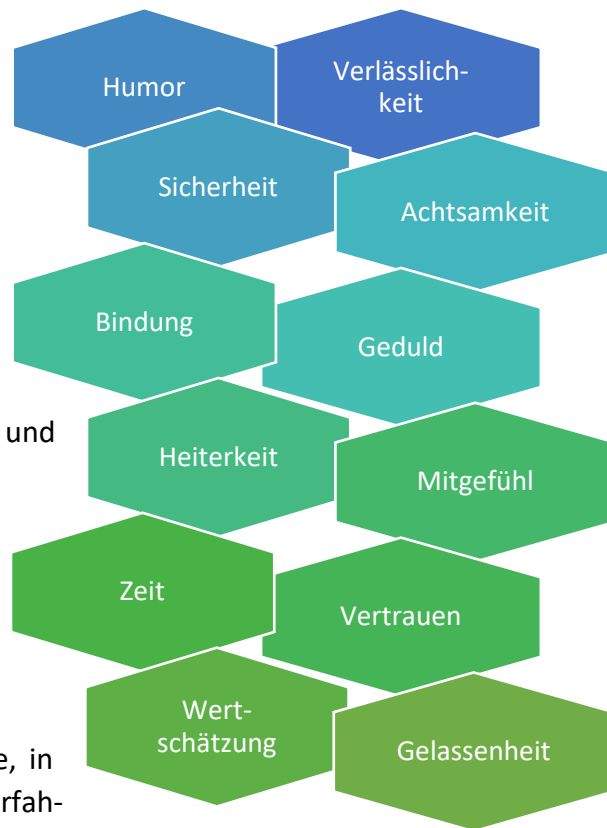 Humor
Verlässlich-
keit
Sicherheit
Achtsamkeit
Bindung
Geduld
und
Heiterkeit
Mitgefühl
Zeit
Vertrauen
Wert-
schätzung
Gelassenheit
, in
rfah-